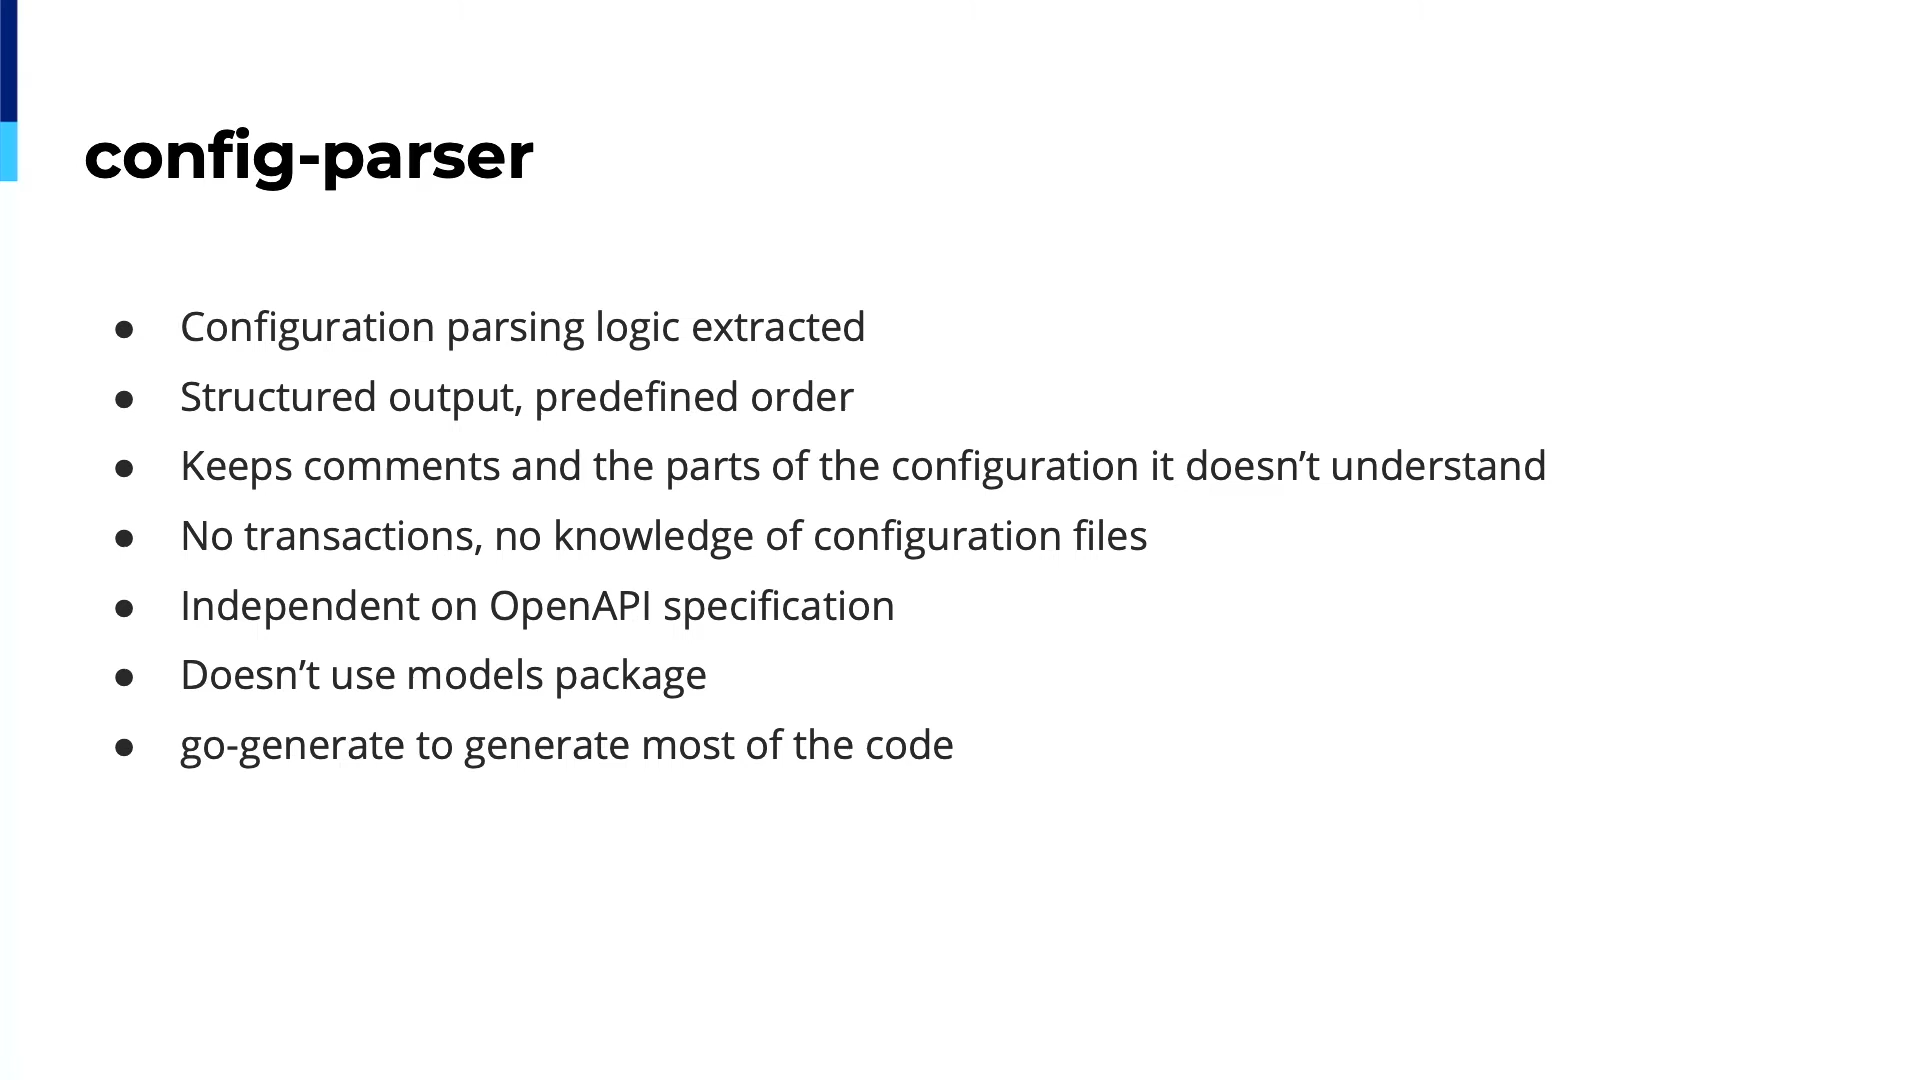 config-parser
● Configuration parsing logic extracted
● Structured output, predefined order
● Keeps comments and the parts of the configuration it doesn’t understand
● No transactions, no knowledge of configuration files
● Independent on OpenAPI specification
● Doesn’t use models package
● go-generate to generate most of the code